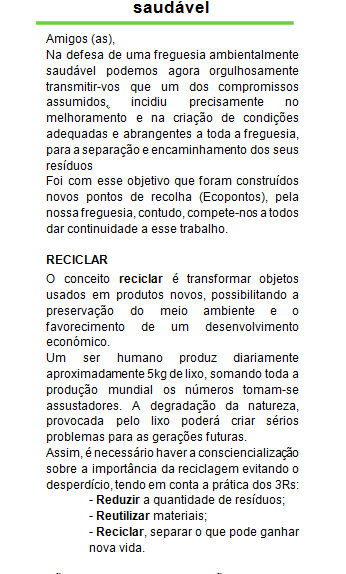 saudável
Amigos (as),
Na defesa de uma freguesia ambientalmente
saudável podemos agora orgulhosamente
transmitir-vos que um dos compromissos
assumidos, incidiu precisamente no
melhoramento e na criação de condições
adequadas e abrangentes a toda a freguesia,
para a separação e encaminhamento dos seus
resíduos
Foi com esse objetivo que foram construídos
novos pontos de recolha (Ecopontos), pela
nossa freguesia, contudo, compete-nos a todos
dar continuidade a esse trabalho.
RECICLAR
O conceito reciclar é transformar objetos
usados em produtos novos, possibilitando a
preservação do meio ambiente e o
favorecimento de um desenvolvimento
económico.
Um ser humano produz diariamente
aproximadamente 5kg de lixo, somando toda a
produção mundial os números tomam-se
assustadores. A degradação da natureza,
provocada pelo lixo poderá criar sérios
problemas para as gerações futuras.
Assim, é necessário haver a consciencialização
sobre a importância da reciclagem evitando o
desperdício, tendo em conta a prática dos 3Rs:
- Reduzir a quantidade de resíduos;
- Reutilizar materiais;
- Reciclar, separar o que pode ganhar
nova vida.